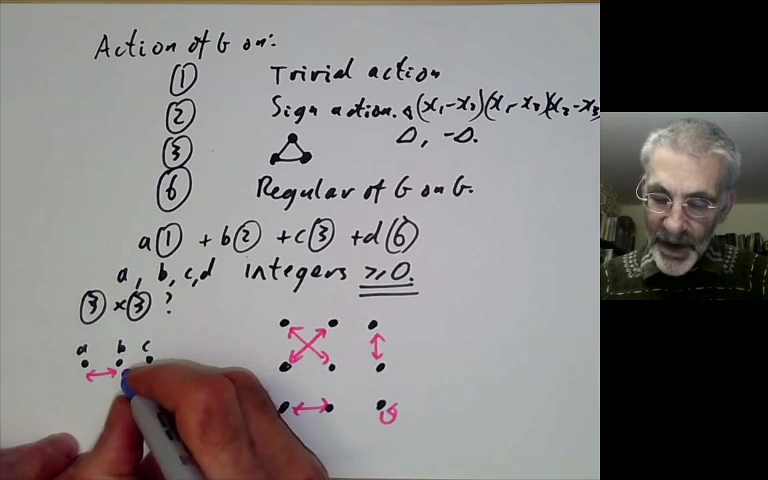 Action of G on:
① Trivial action
② Sign action. (x₁-x₂)(x₁-x₃)(x₂-x₃)
Δ, -Δ.
③
⑥ Regular of G on G.
a① + b② + c③ + d⑥
a, b, c, d integers ≥0.
③ × ③ ?
a b c